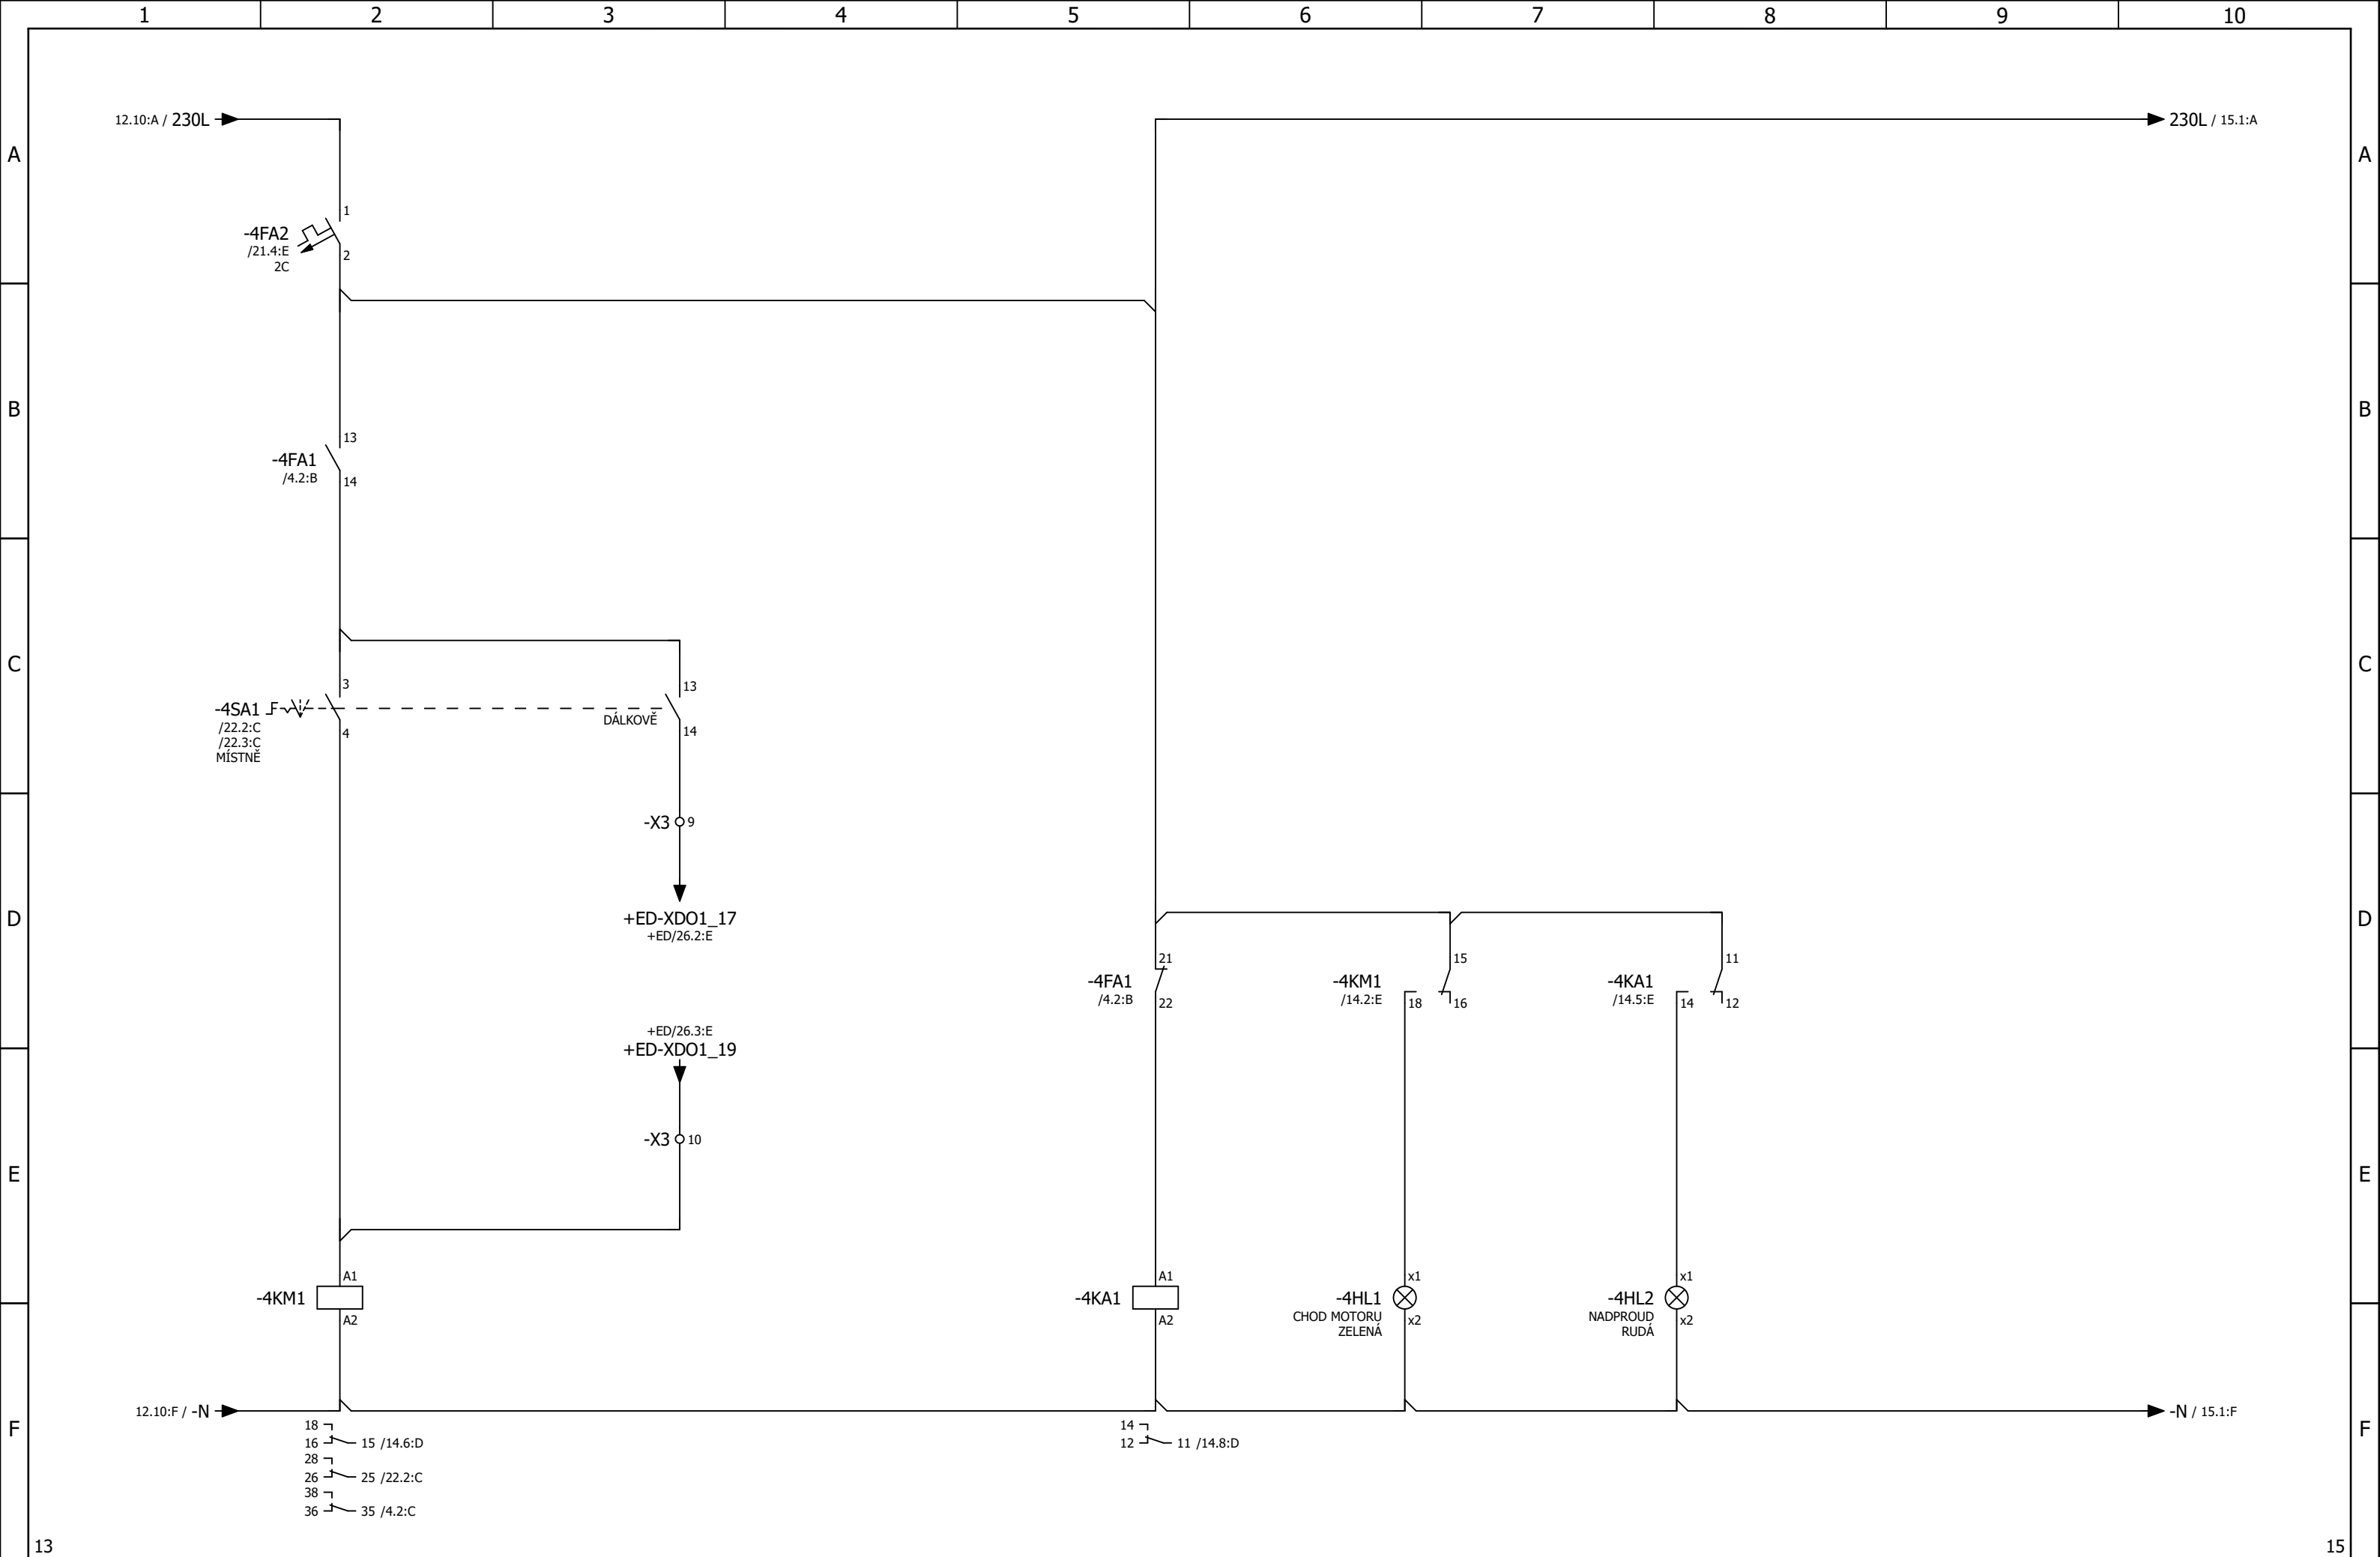 1 2 3 4 5 6 7 8 9 10
12.10:A / 230L
230L / 15.1:A
A A
1
-4FA2
/21.4:E
2C
2
B B
13
-4FA1
/4.2:B
14
C C
3
-4SA1
/22.2:C
/22.3:C
MÍSTNĚ
4
13
DÁLKOVĚ
14
-X3 9
D D
+ED-XDO1_17
+ED/26.2:E
21
-4FA1
/4.2:B
22
15
-4KM1
/14.2:E
18 16
11
-4KA1
/14.5:E
14 12
+ED/26.3:E
+ED-XDO1_19
-X3 10
E E
A1
-4KM1
A2
A1
-4KA1
A2
x1
-4HL1
CHOD MOTORU
ZELENÁ
x2
x1
-4HL2
NADPROUD
RUDÁ
x2
12.10:F / -N
-N / 15.1:F
F F
18
16 15 /14.6:D
28
26 25 /22.2:C
38
36 35 /4.2:C
14
12 11 /14.8:D
13
15